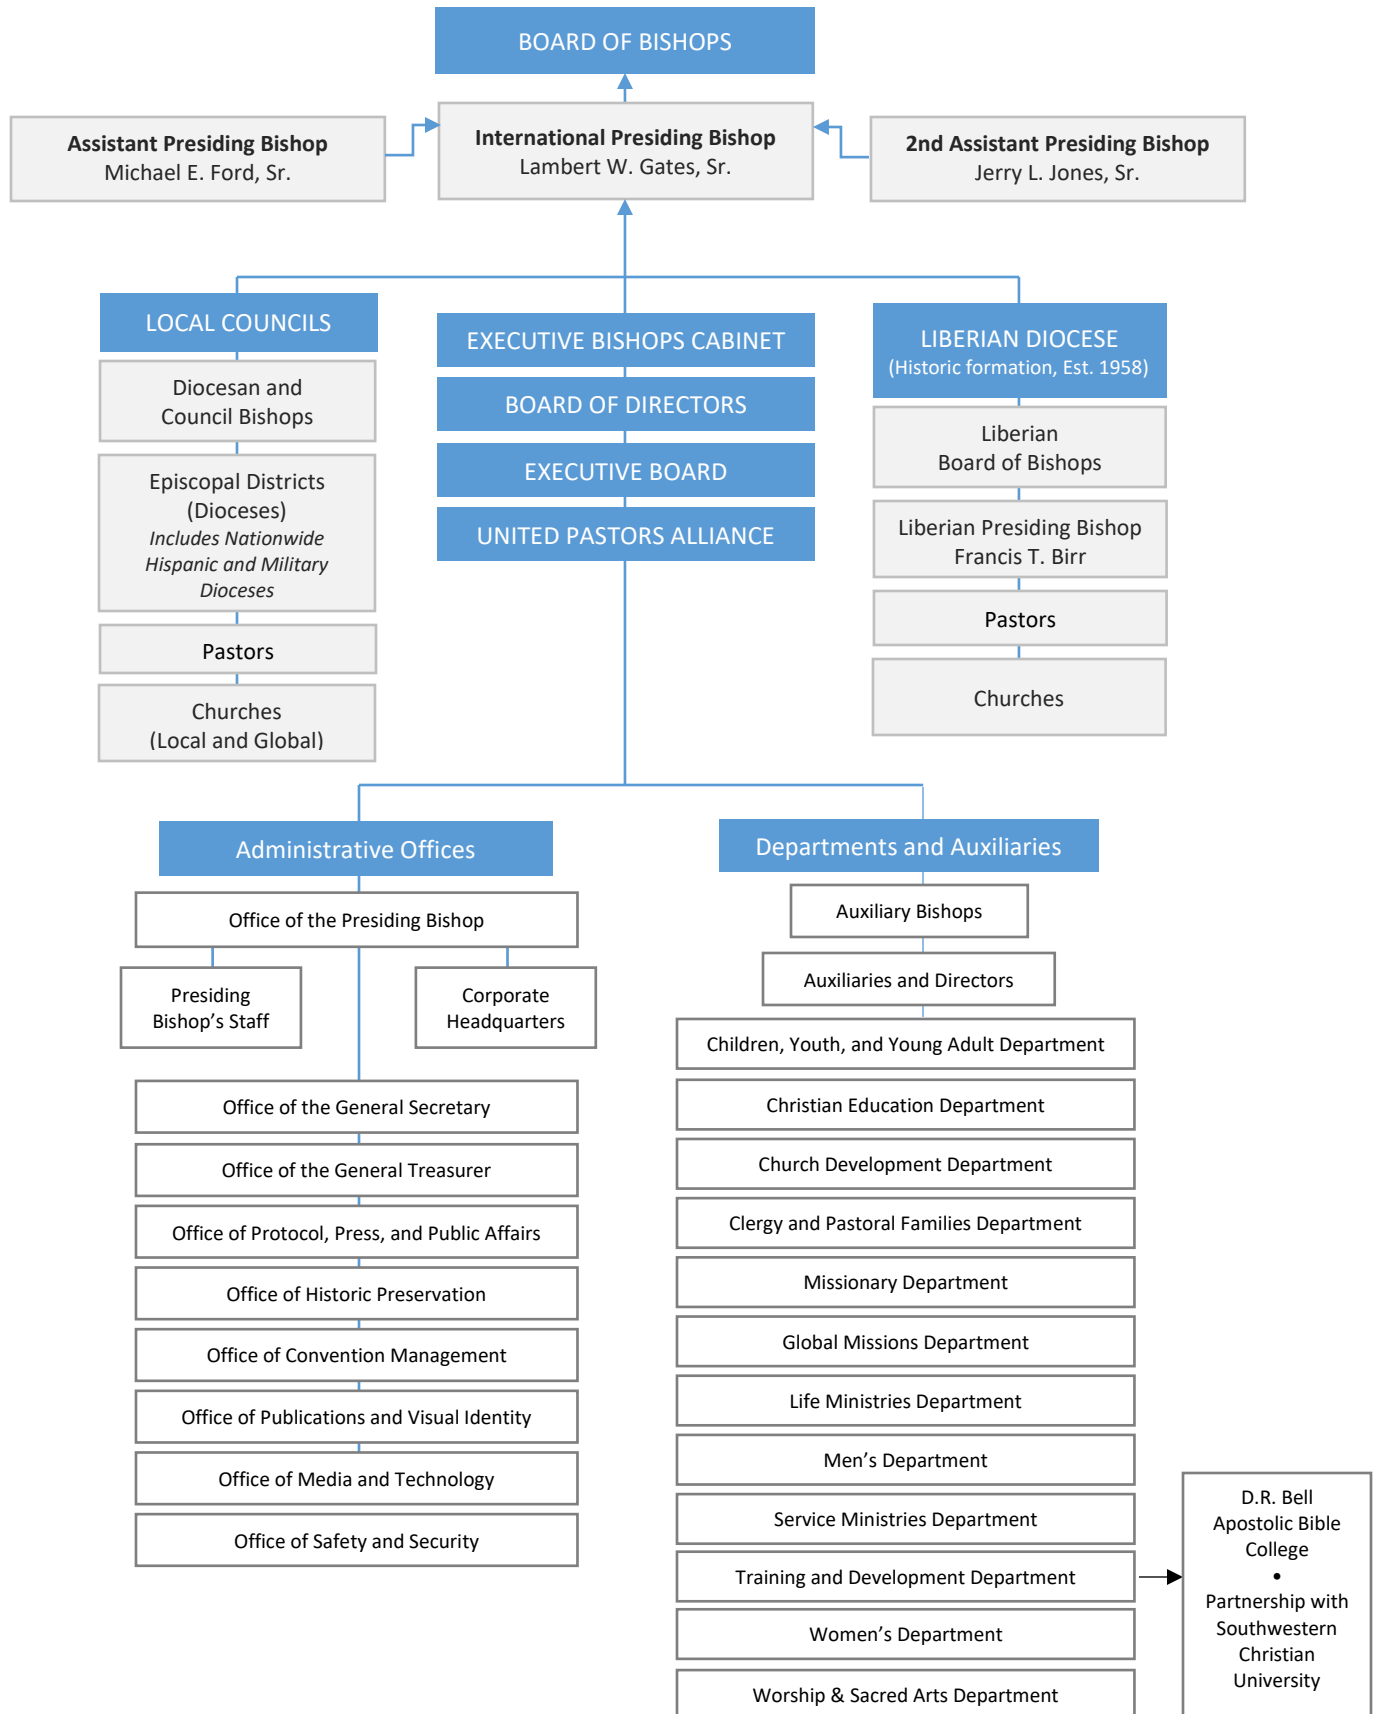 BOARD OF BISHOPS
Assistant Presiding Bishop
Michael E. Ford, Sr.
International Presiding Bishop
Lambert W. Gates, Sr.
2nd Assistant Presiding Bishop
Jerry L. Jones, Sr.
LOCAL COUNCILS
Diocesan and
Council Bishops
Episcopal Districts
(Dioceses)
Includes Nationwide
Hispanic and Military
Dioceses
Pastors
Churches
(Local and Global)
EXECUTIVE BISHOPS CABINET
BOARD OF DIRECTORS
EXECUTIVE BOARD
UNITED PASTORS ALLIANCE
LIBERIAN DIOCESE
(Historic formation, Est. 1958)
Liberian
Board of Bishops
Liberian Presiding Bishop
Francis T. Birr
Pastors
Churches
Administrative Offices
Office of the Presiding Bishop
Presiding
Bishop’s Staff
Corporate
Headquarters
Office of the General Secretary
Office of the General Treasurer
Office of Protocol, Press, and Public Affairs
Office of Historic Preservation
Office of Convention Management
Office of Publications and Visual Identity
Office of Media and Technology
Office of Safety and Security
Departments and Auxiliaries
Auxiliary Bishops
Auxiliaries and Directors
Children, Youth, and Young Adult Department
Christian Education Department
Church Development Department
Clergy and Pastoral Families Department
Missionary Department
Global Missions Department
Life Ministries Department
Men’s Department
Service Ministries Department
Training and Development Department
Women’s Department
Worship & Sacred Arts Department
D.R. Bell
Apostolic Bible
College
•
Partnership with
Southwestern
Christian
University